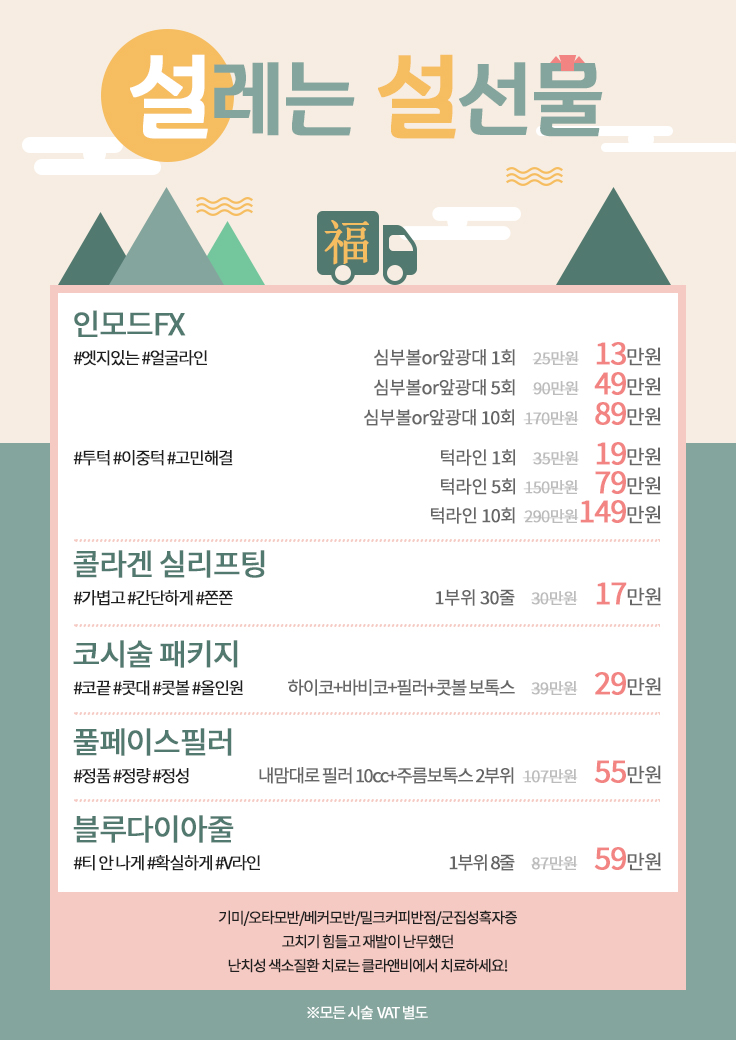 설레는 설선물
福
인모드FX
#엣지있는 #얼굴라인 심부볼or앞광대 1회 25만원 13만원
심부볼or앞광대 5회 90만원 49만원
심부볼or앞광대 10회 170만원 89만원
#투턱 #이중턱 #고민해결 턱라인 1회 35만원 19만원
턱라인 5회 150만원 79만원
턱라인 10회 290만원 149만원
콜라겐 실리프팅
#가볍고 #간단하게 #쫀쫀 1부위 30줄 30만원 17만원
코시술 패키지
#코끝 #콧대 #콧볼 #올인원 하이코+바비코+필러+콧볼 보톡스 39만원 29만원
풀페이스필러
#정품 #정량 #정성 내맘대로 필러 10cc+주름보톡스 2부위 107만원 55만원
블루다이아줄
#티 안 나게 #확실하게 #V라인 1부위 8줄 87만원 59만원
기미/오타모반/베커모반/밀크커피반점/군집성흑자증
고치기 힘들고 재발이 난무했던
난치성 색소질환 치료는 클라앤비에서 치료하세요!
※모든 시술 VAT 별도